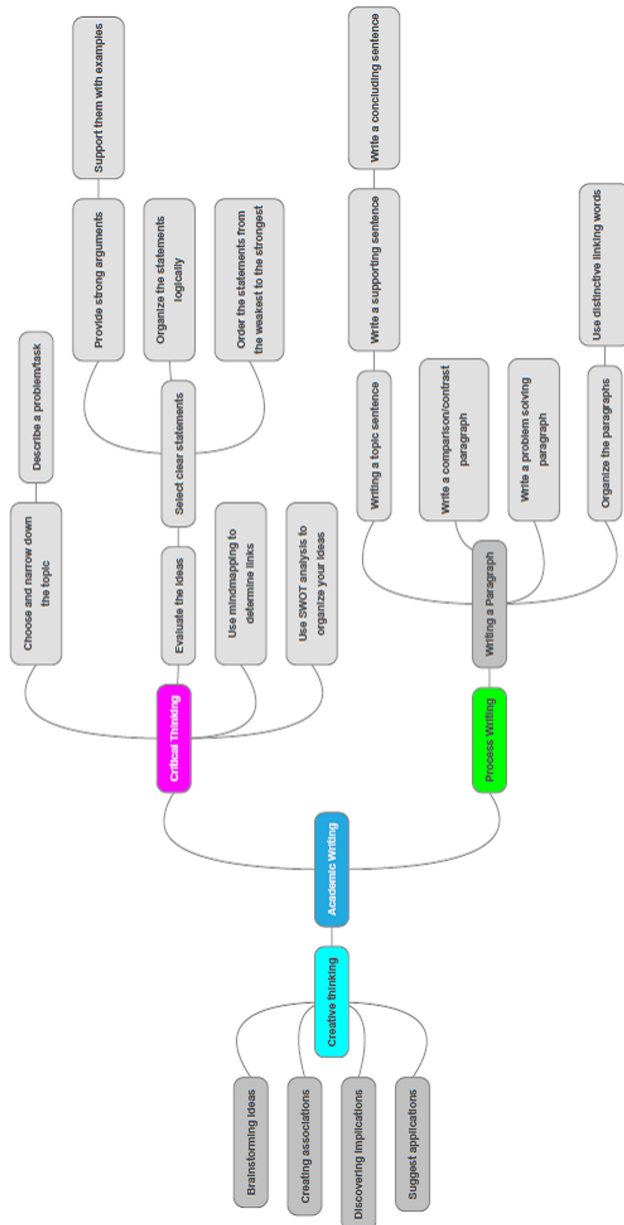 Academic Writing
Creative thinking
Brainstorming ideas
Creating associations
Discovering implications
Suggest applications
Critical Thinking
Choose and narrow down
the topic
Describe a problem/task
Evaluate the ideas
Select clear statements
Provide strong arguments
Support them with examples
Organize the statements
logically
Order the statements from
the weakest to the strongest
Use mindmapping to
determine links
Use SWOT analysis to
organize your ideas
Process Writing
Writing a Paragraph
Writing a topic sentence
Write a supporting sentence
Write a concluding sentence
Write a comparison/contrast
paragraph
Write a problem solving
paragraph
Organize the paragraphs
Use distinctive linking words